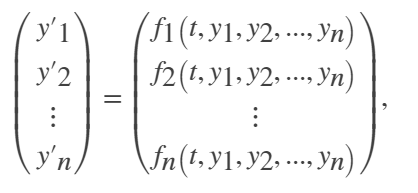 y′1 f1(t, y1, y2, ..., yn)
y′2 = f2(t, y1, y2, ..., yn)
⋮ ⋮
y′n fn(t, y1, y2, ..., yn) ,